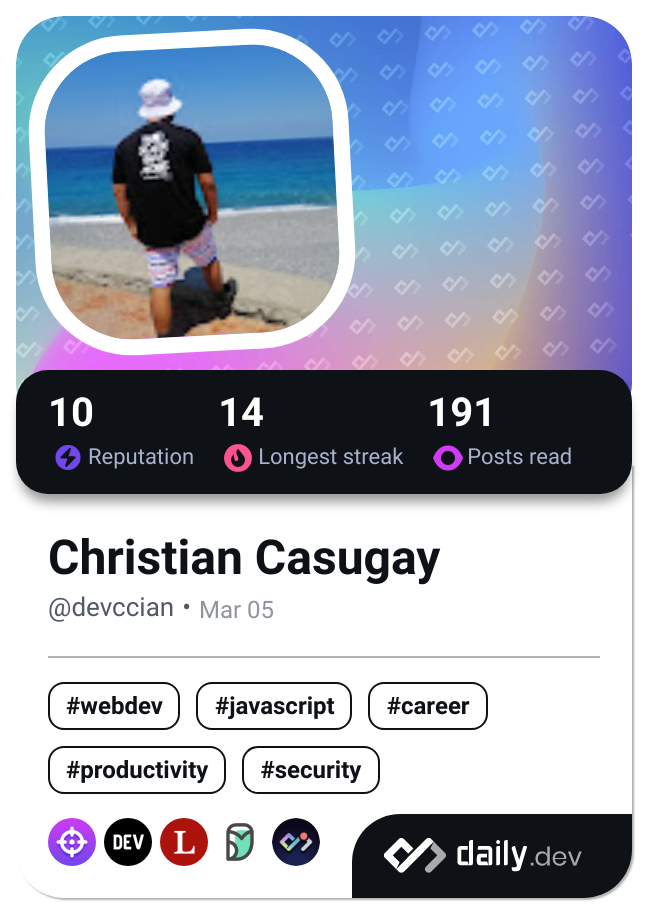 10 14 191
Reputation Longest streak Posts read
Christian Casugay
@devccian • Mar 05
#webdev #javascript #career
#productivity #security
DEV L daily.dev